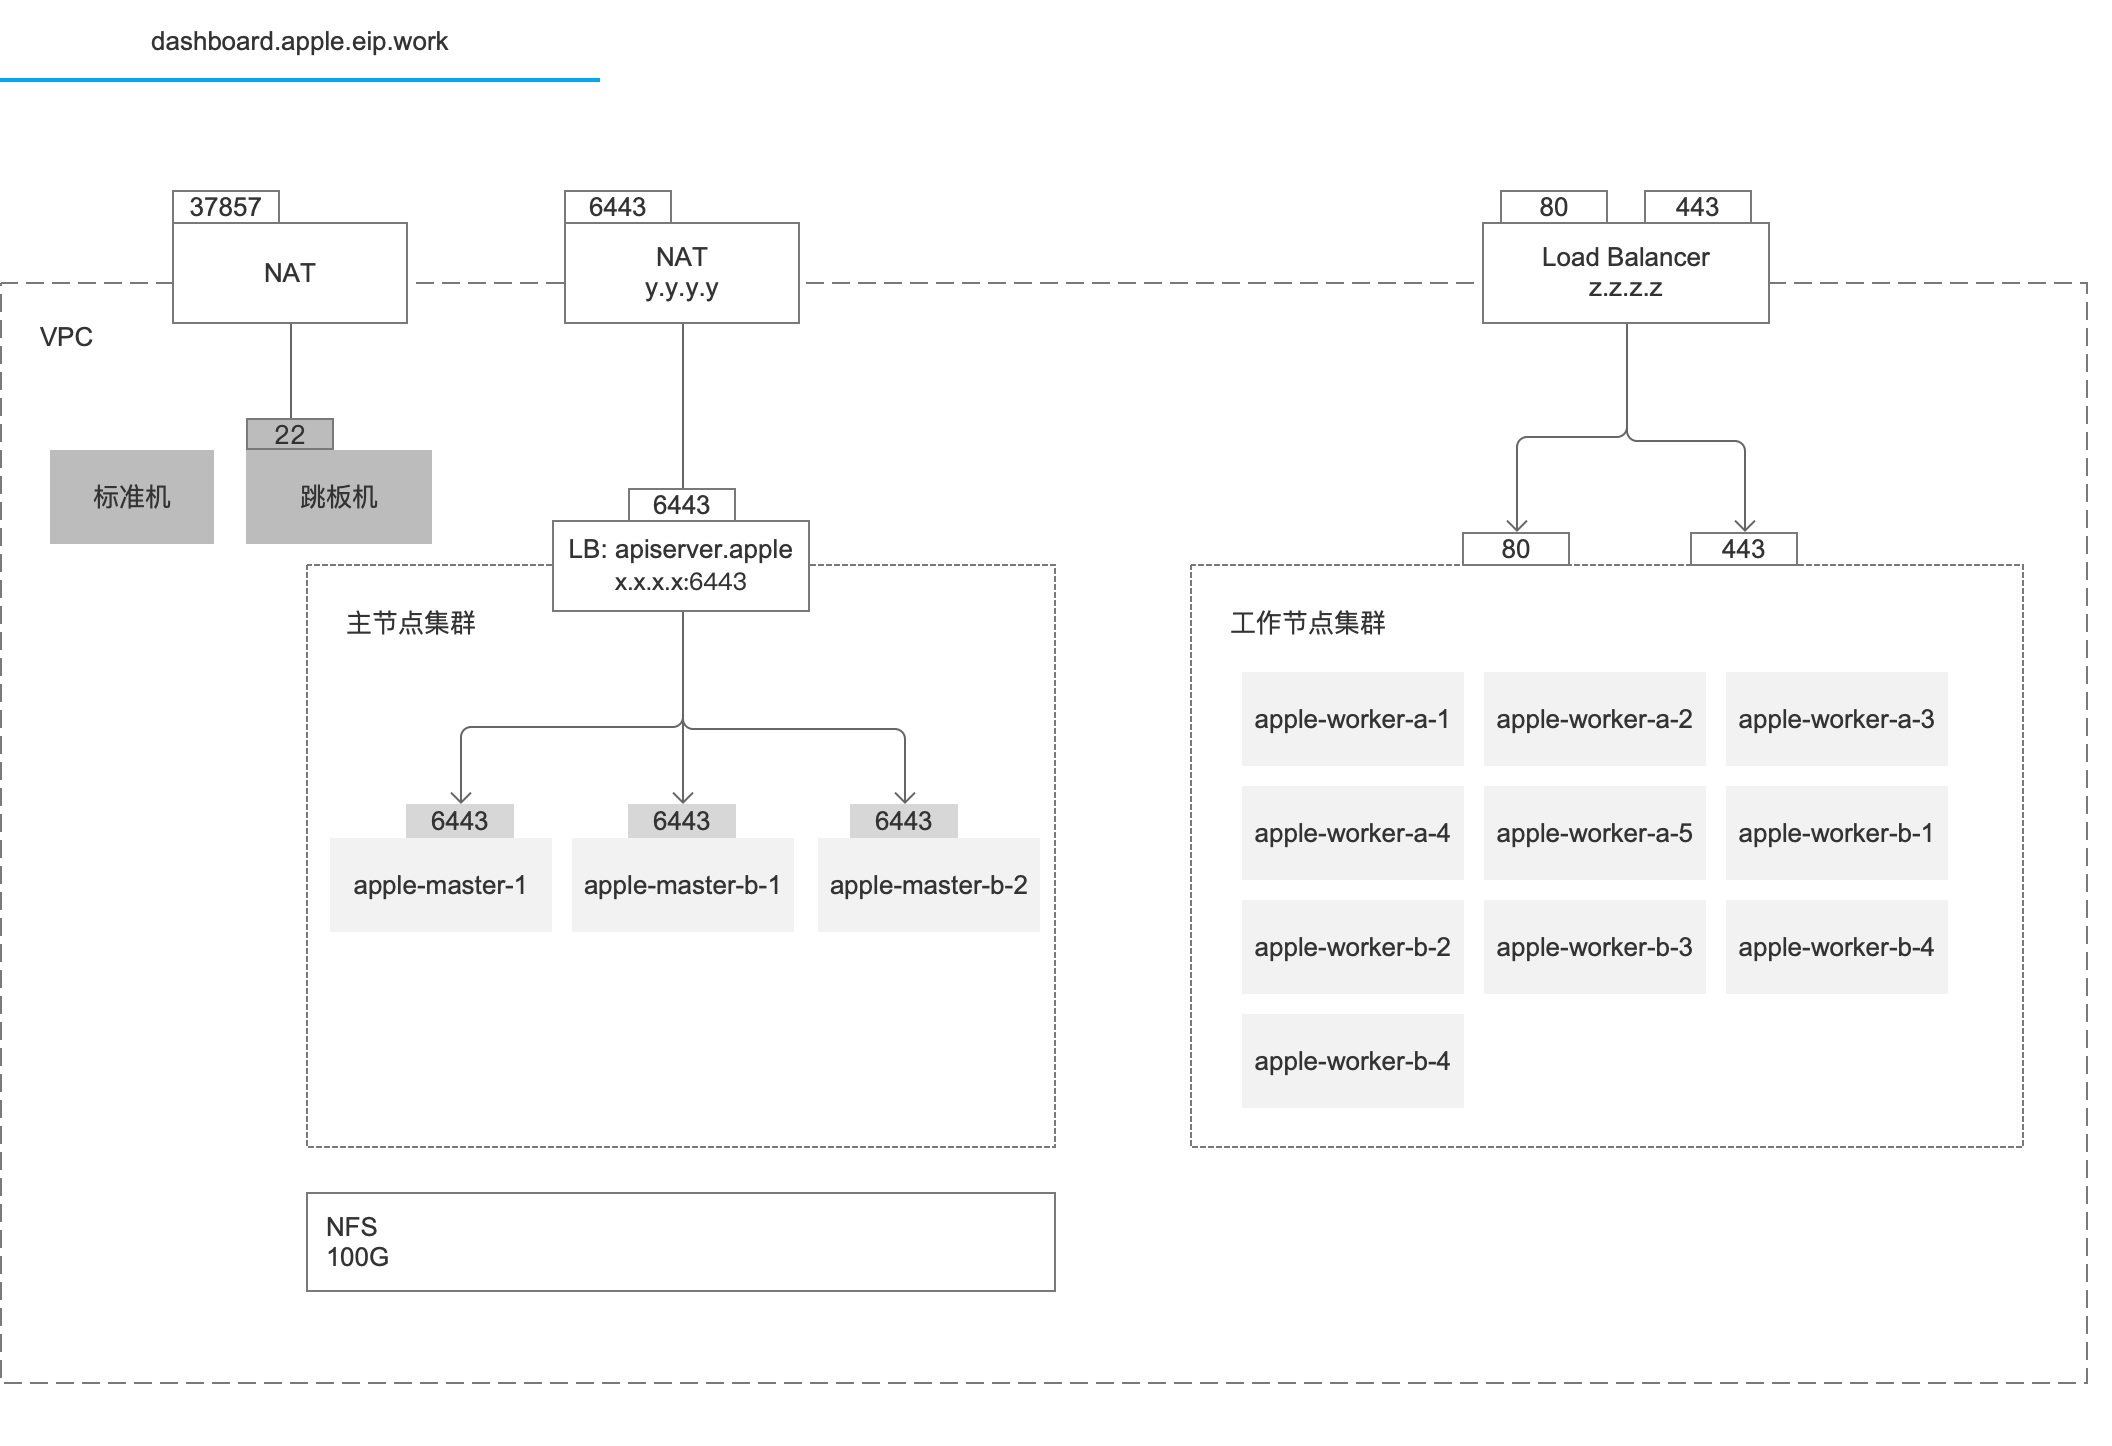 dashboard.apple.eip.work
37857
NAT
6443
NAT
y.y.y.y
80
443
Load Balancer
z.z.z.z
VPC
22
标准机
跳板机
6443
LB: apiserver.apple
x.x.x.x:6443
主节点集群
6443
6443
6443
apple-master-1
apple-master-b-1
apple-master-b-2
80
443
工作节点集群
apple-worker-a-1
apple-worker-a-2
apple-worker-a-3
apple-worker-a-4
apple-worker-a-5
apple-worker-b-1
apple-worker-b-2
apple-worker-b-3
apple-worker-b-4
apple-worker-b-4
NFS
100G